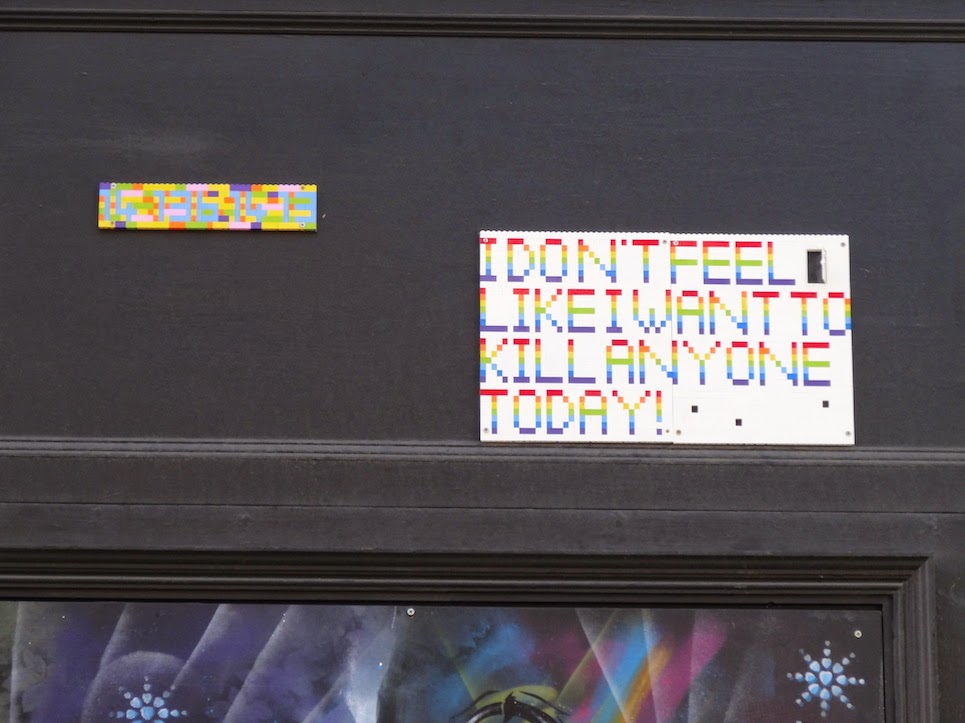 I DON'T FEEL
LIKE I WANT TO
KILL ANYONE
TODAY!